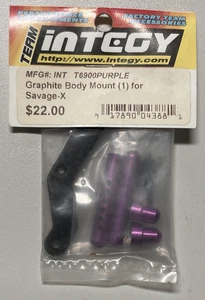 FACTORY TEAM
ACCESSORIES
TEAM
iNTEGY
http://www.integy.com
MFG#: INT T6900PURPLE
Graphite Body Mount (1) for
Savage-X
$22.00